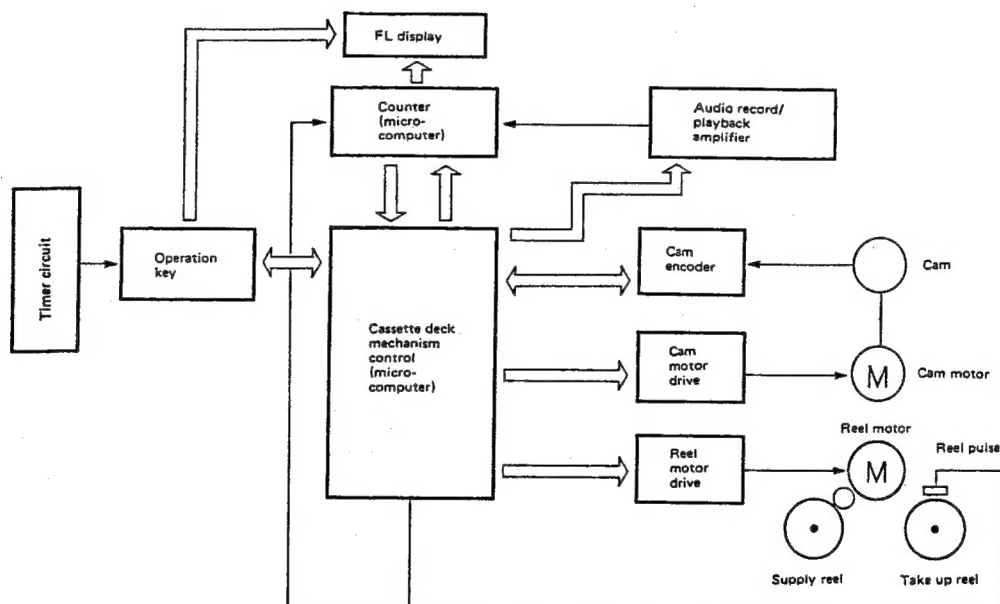 FL display
Counter
(micro-
computer)
Audio record/
playback
amplifier
Timer circuit
Operation
key
Cam
encoder
Cam
Cassette deck
mechanism
control
(micro-
computer)
Cam
motor
drive
M
Cam motor
Reel motor
Reel pulse
Reel
motor
drive
M
Supply reel
Take up reel